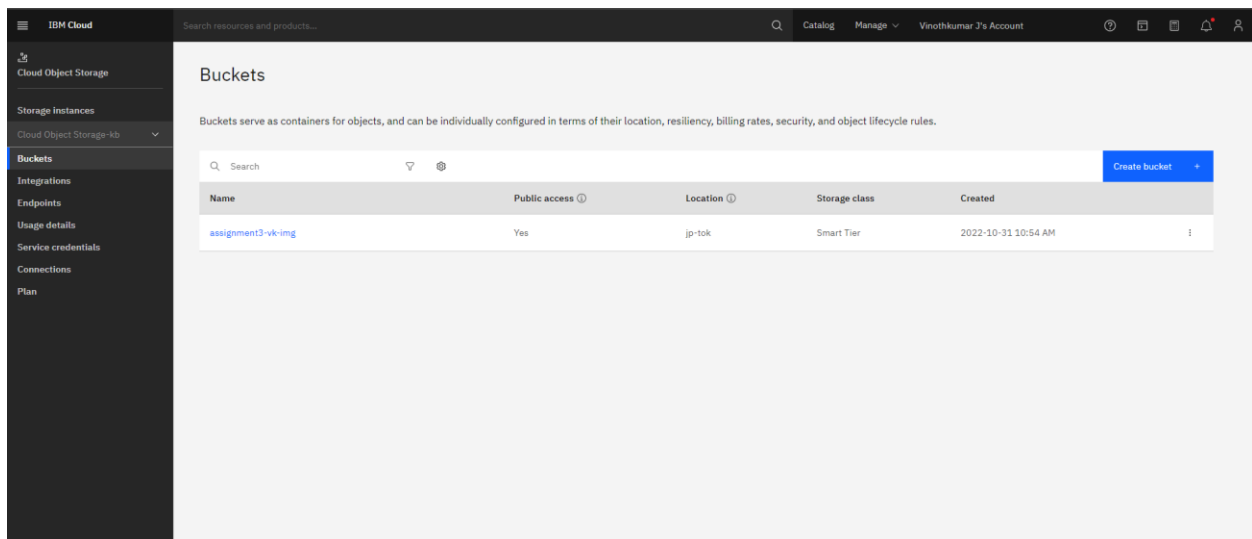 IBM Cloud
Search resources and products...
Catalog
Manage
Vinothkumar J's Account
Cloud Object Storage
Storage instances
Cloud Object Storage-kb
Buckets
Integrations
Endpoints
Usage details
Service credentials
Connections
Plan
Buckets
Buckets serve as containers for objects, and can be individually configured in terms of their location, resiliency, billing rates, security, and object lifecycle rules.
Search
Create bucket +
Name Public access Location Storage class Created
assignment3-vk-img Yes jp-tok Smart Tier 2022-10-31 10:54 AM